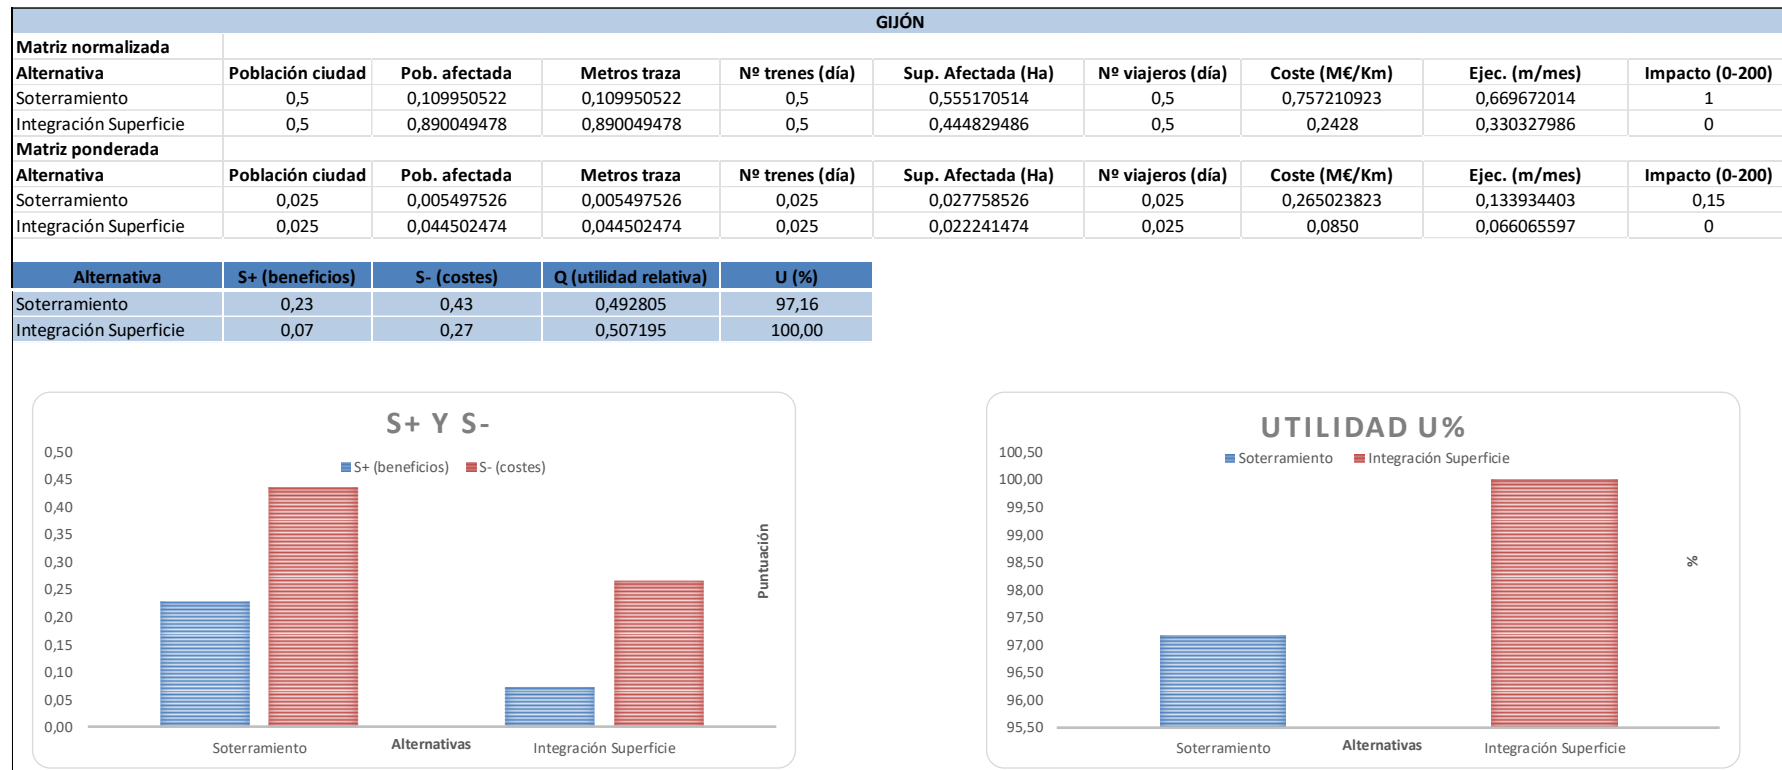 GIJÓN
Matriz normalizada
Alternativa Población ciudad Pob. afectada Metros traza Nº trenes (día) Sup. Afectada (Ha) Nº viajeros (día) Coste (M€/Km) Ejec. (m/mes) Impacto (0-200)
Soterramiento 0,5 0,109950522 0,109950522 0,5 0,555170514 0,5 0,757210923 0,669672014 1
Integración Superficie 0,5 0,890049478 0,890049478 0,5 0,444829486 0,5 0,2428 0,330327986 0
Matriz ponderada
Alternativa Población ciudad Pob. afectada Metros traza Nº trenes (día) Sup. Afectada (Ha) Nº viajeros (día) Coste (M€/Km) Ejec. (m/mes) Impacto (0-200)
Soterramiento 0,025 0,005497526 0,005497526 0,025 0,027758526 0,025 0,265023823 0,133934403 0,15
Integración Superficie 0,025 0,044502474 0,044502474 0,025 0,022241474 0,025 0,0850 0,066065597 0
Alternativa S+ (beneficios) S- (costes) Q (utilidad relativa) U (%)
Soterramiento 0,23 0,43 0,492805 97,16
Integración Superficie 0,07 0,27 0,507195 100,00
S+ Y S-
S+ (beneficios) S- (costes)
0,50
0,45
0,40
0,35
0,30
0,25
0,20
0,15
0,10
0,05
0,00
Puntuación
Soterramiento Alternativas Integración Superficie
UTILIDAD U%
Soterramiento Integración Superficie
100,50
100,00
99,50
99,00
98,50
98,00
97,50
97,00
96,50
96,00
95,50
%
Soterramiento Alternativas Integración Superficie